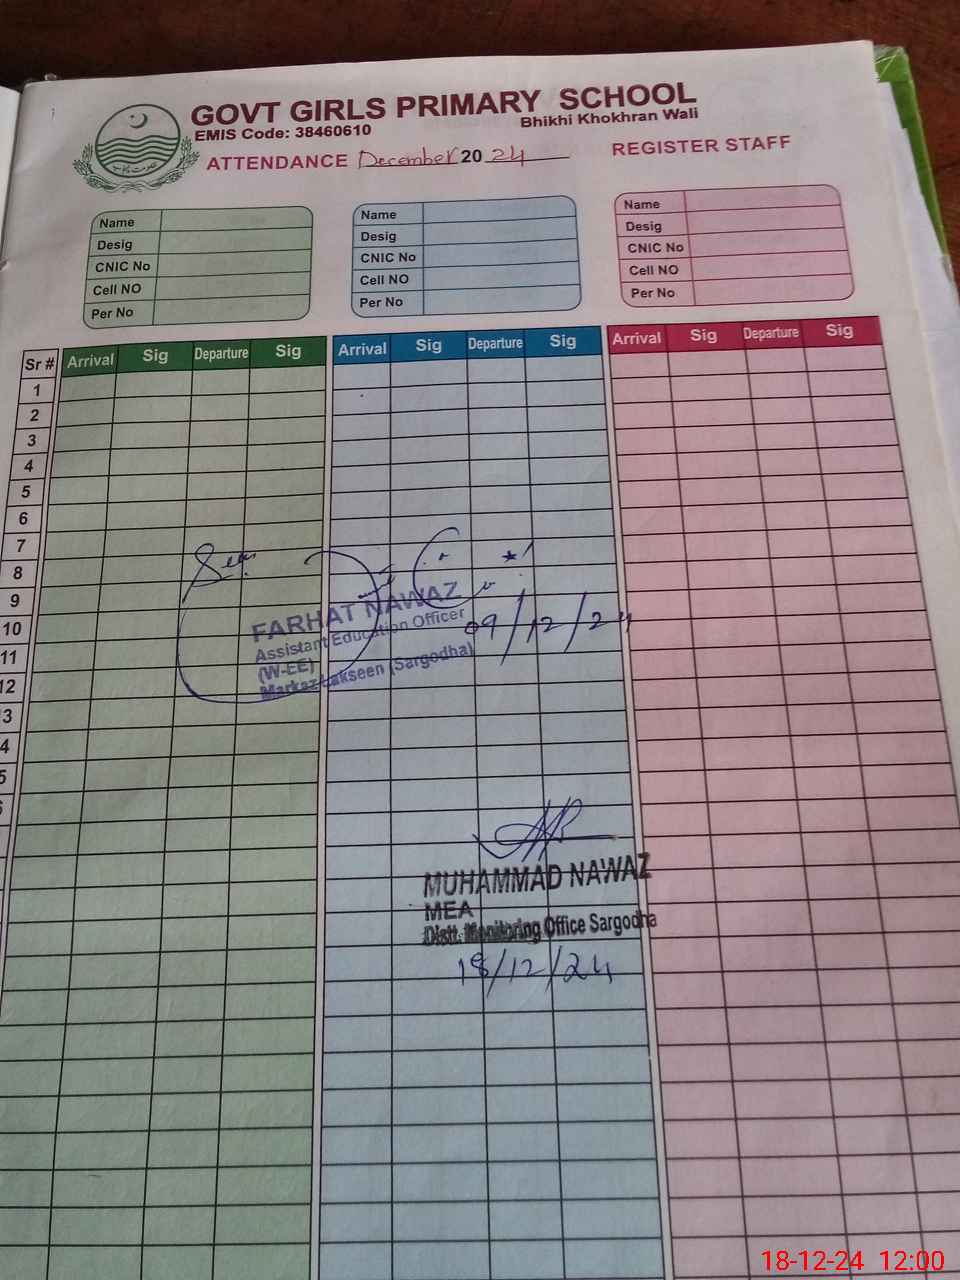 GOVT GIRLS PRIMARY SCHOOL
EMIS Code: 38460610
Bhikhi Khokhran Wali
ATTENDANCE December 2024
REGISTER STAFF
Name Name Name
Desig Desig Desig
CNIC No CNIC No CNIC No
Cell NO Cell NO Cell NO
Per No Per No Per No
Sr # Arrival Sig Departure Sig Arrival Sig Departure Sig Arrival Sig Departure Sig
1
2
3
4
5
6
7
8
9
10
11
12
3
4
5
6
FARHAT NAWAZ
Assistant Education Officer
(W-EE)
Markaz Lakseen (Sargodha)
09/12/24
MUHAMMAD NAWAZ
MEA
Distt. Monitoring Office Sargodha
18/12/24
18-12-24 12:00